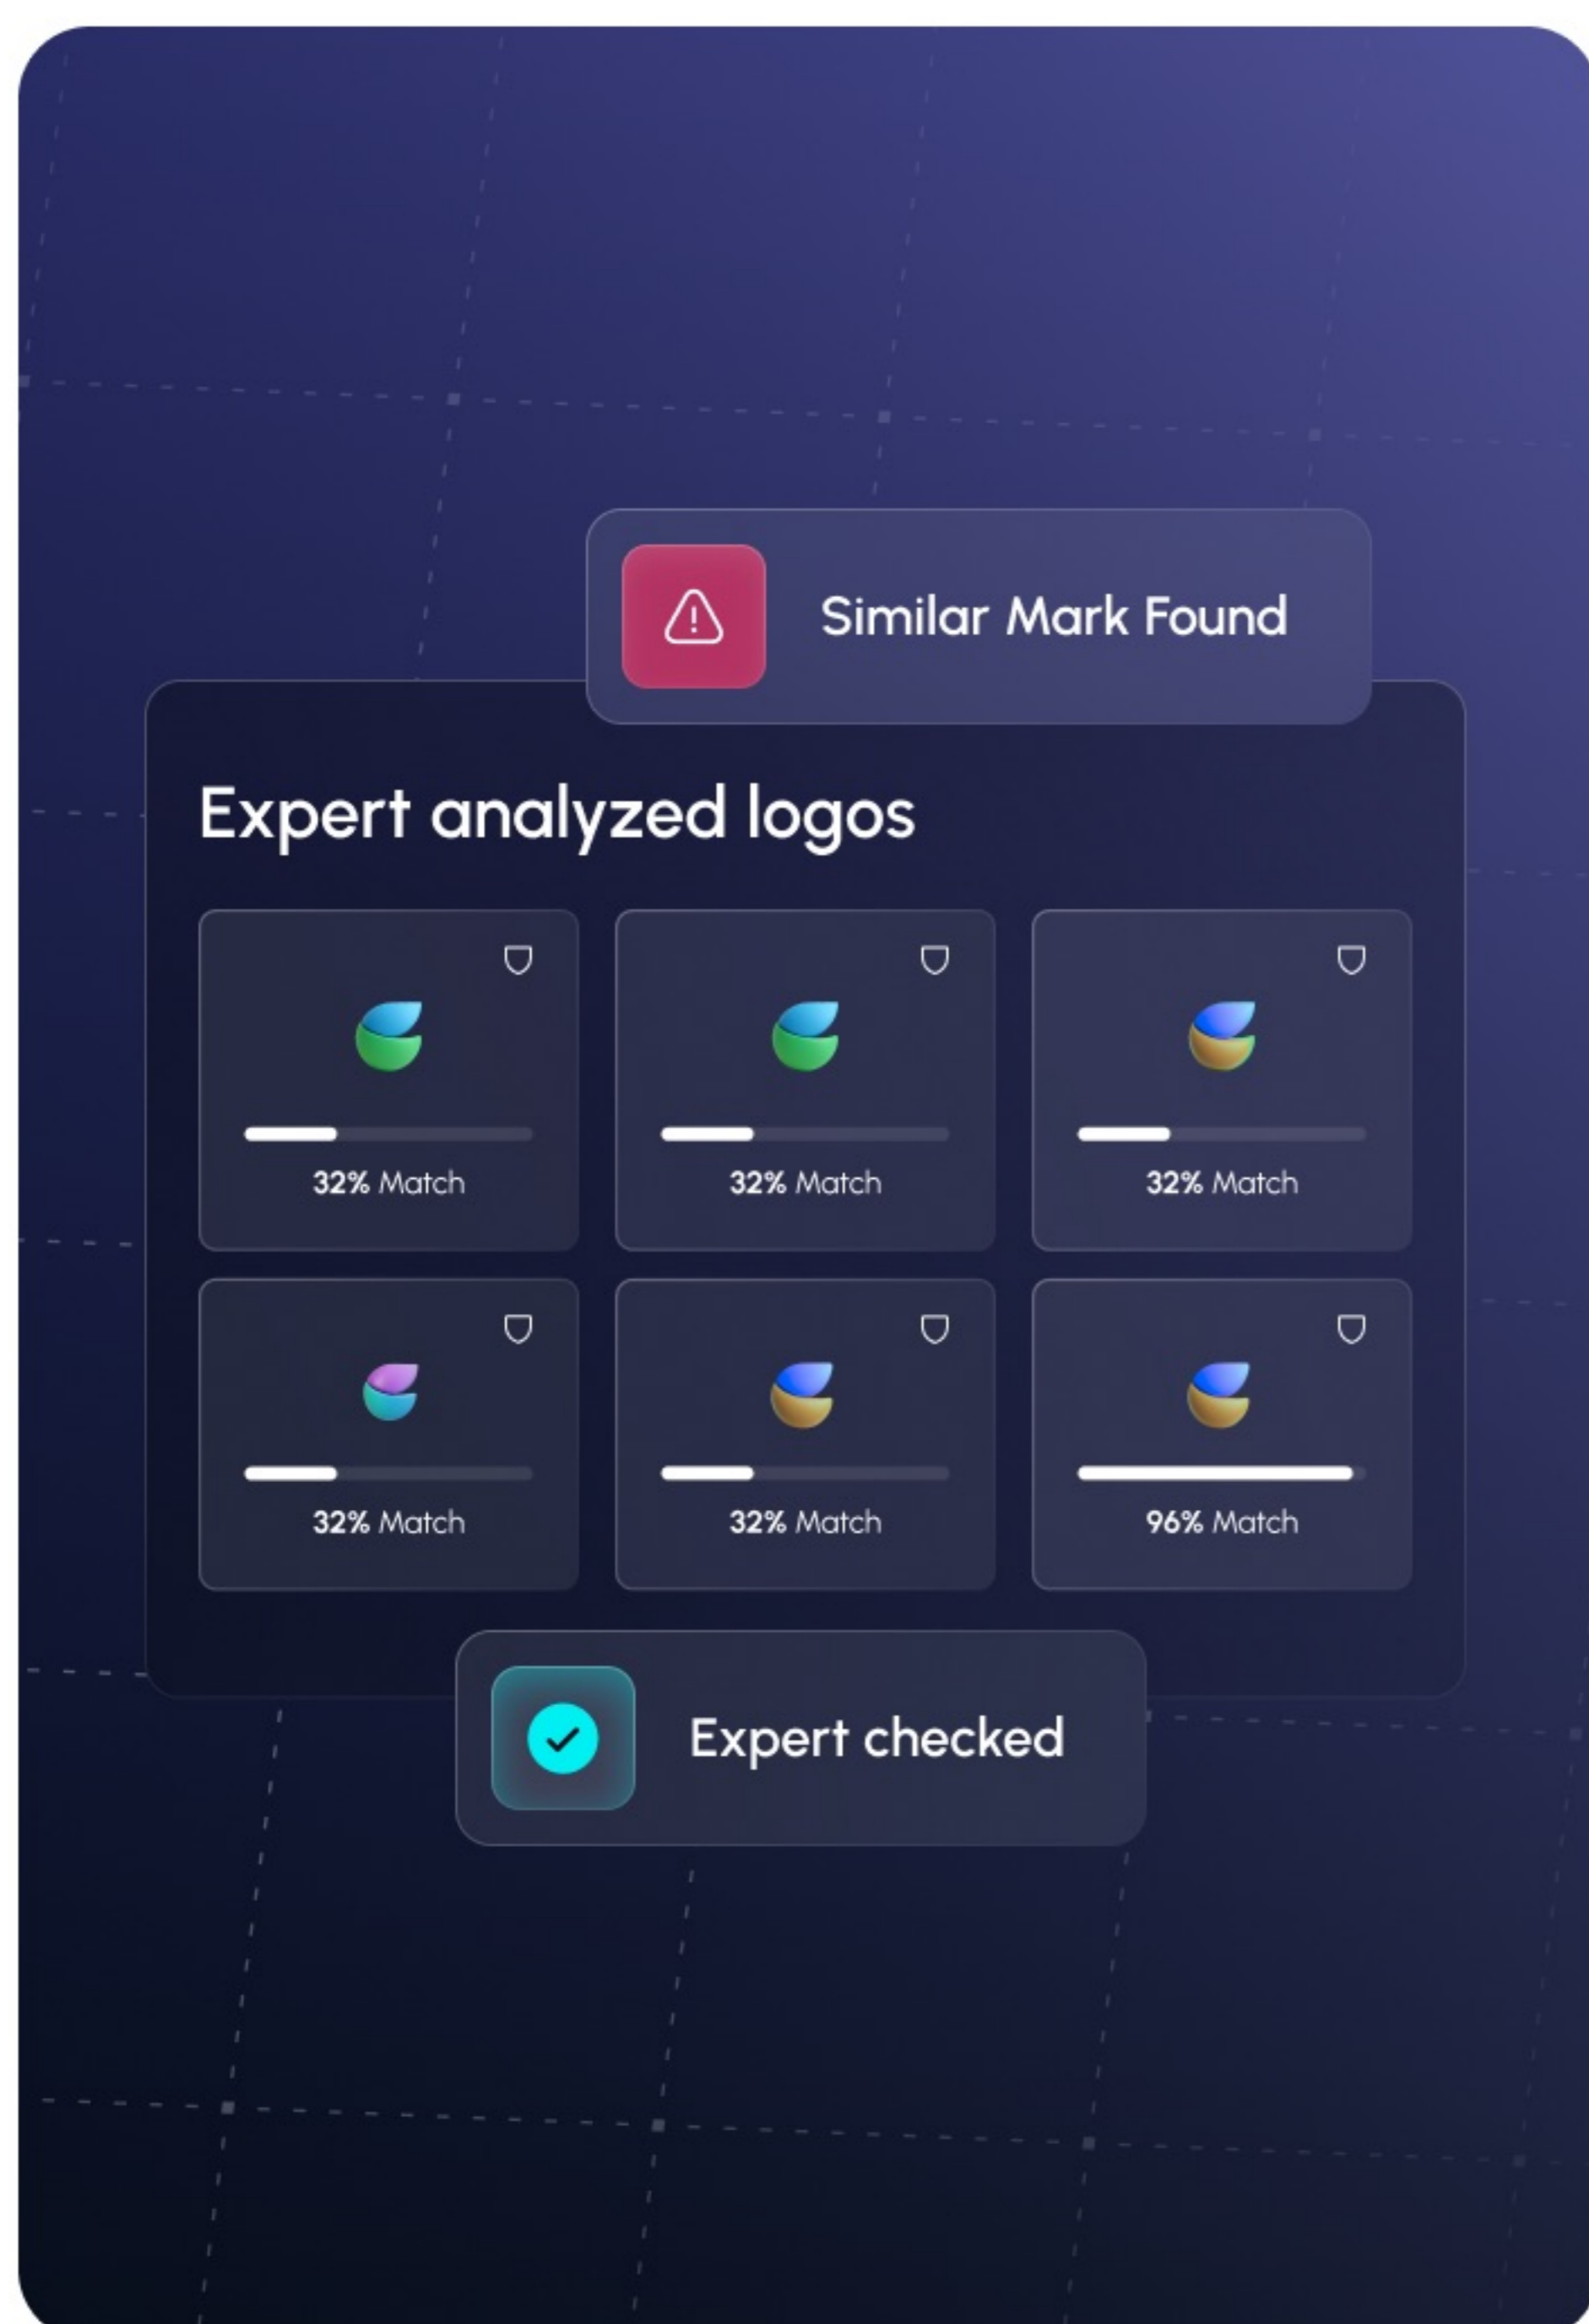 Similar Mark Found
Expert analyzed logos
32% Match
32% Match
32% Match
32% Match
32% Match
96% Match
Expert checked